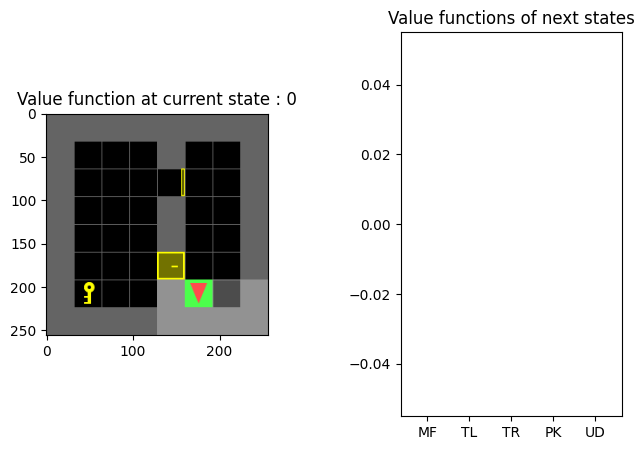 Value function at current state : 0
0
50
100
150
200
250
0
100
200
Value functions of next states
0.04
0.02
0.00
−0.02
−0.04
MF
TL
TR
PK
UD